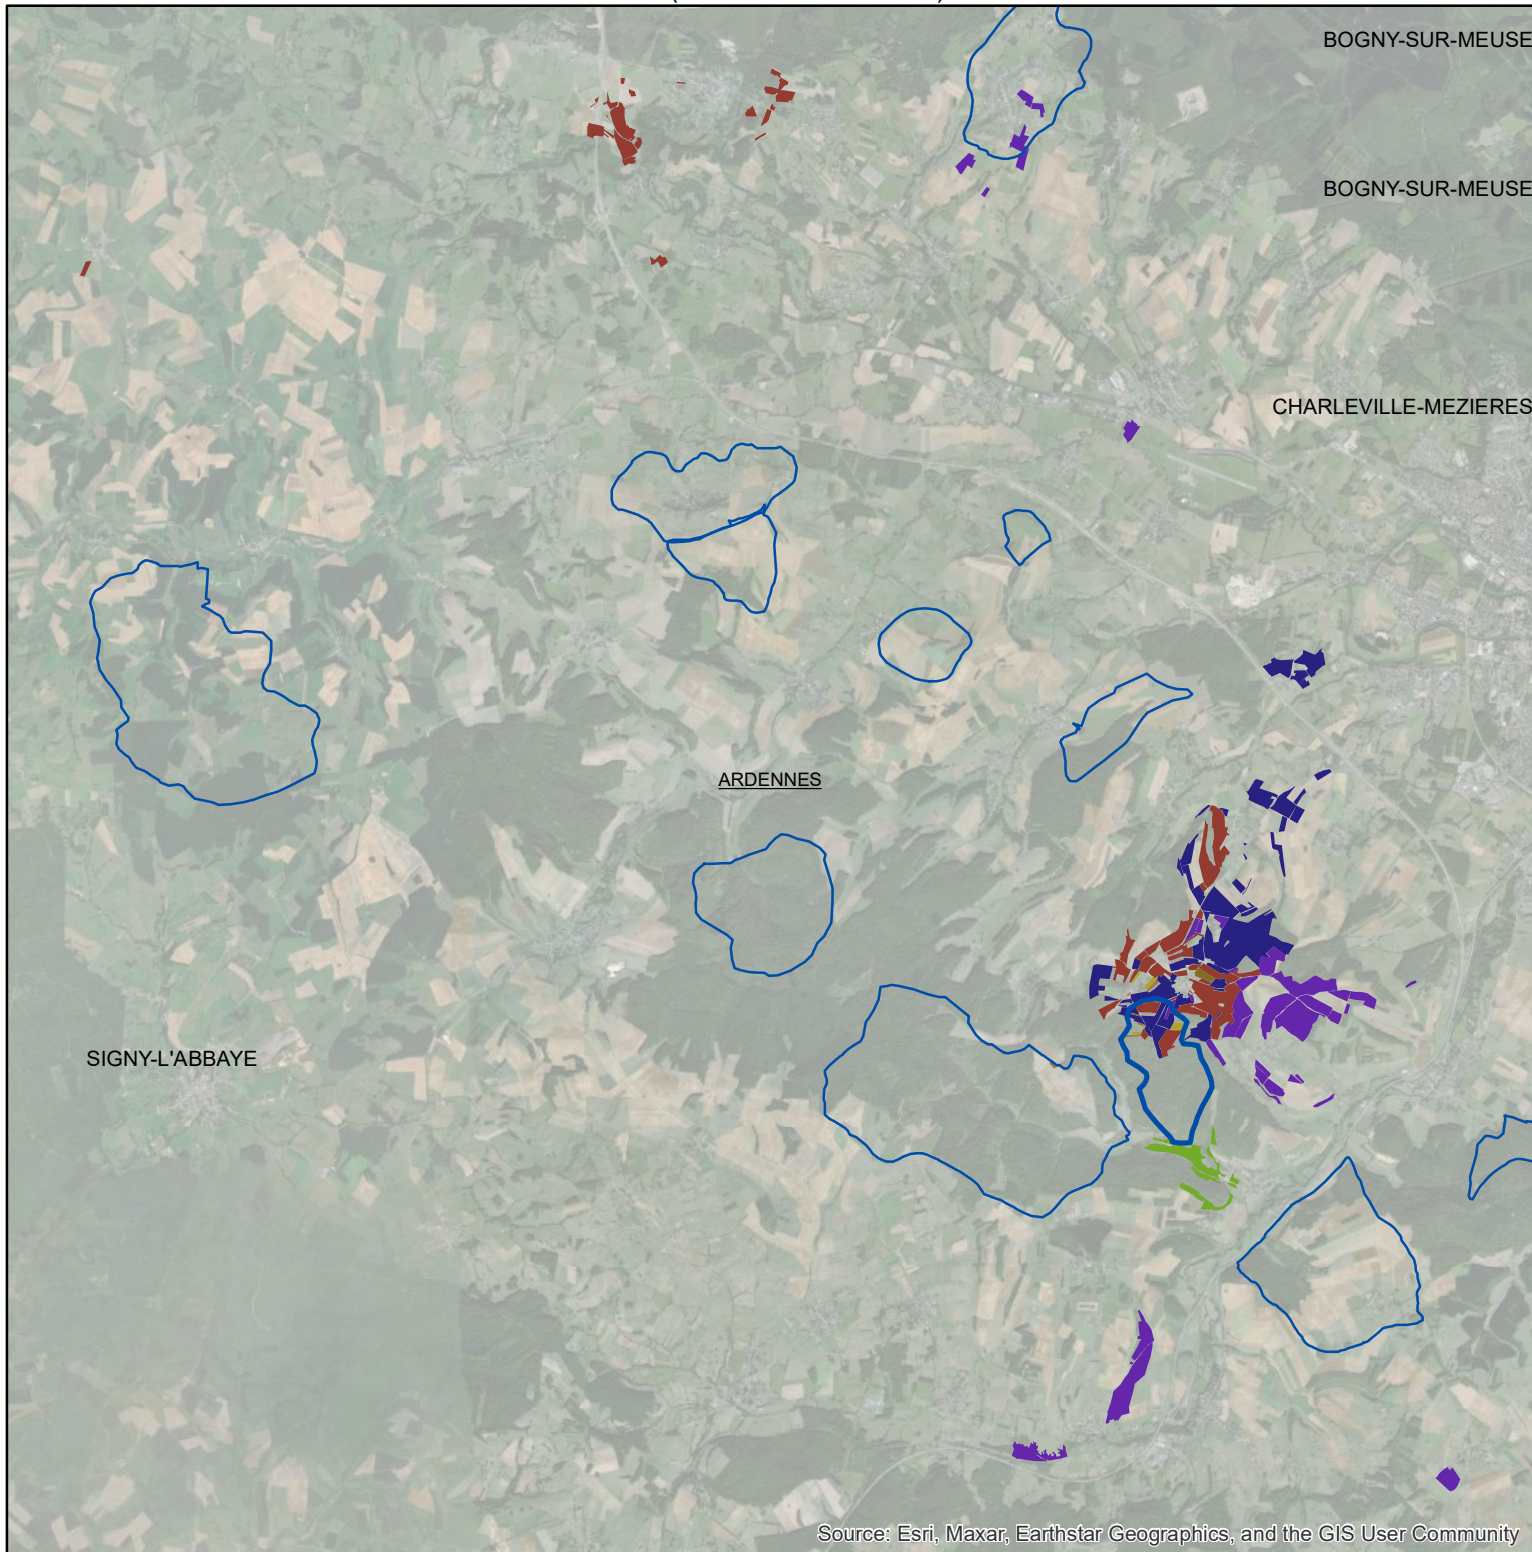 BOGNY-SUR-MEUSE
BOGNY-SUR-MEUSE
CHARLEVILLE-MEZIERES
ARDENNES
SIGNY-L'ABBAYE
Source: Esri, Maxar, Earthstar Geographics, and the GIS User Community